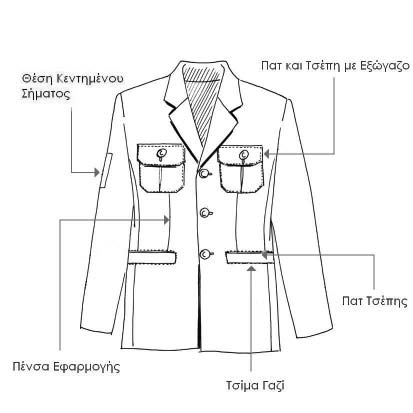 Πατ και Τσέπη με Εξώγαζο
Θέση Κεντημένου
Σήματος
Πατ Τσέπης
Πένσα Εφαρμογής
Τσίμα Γαζί